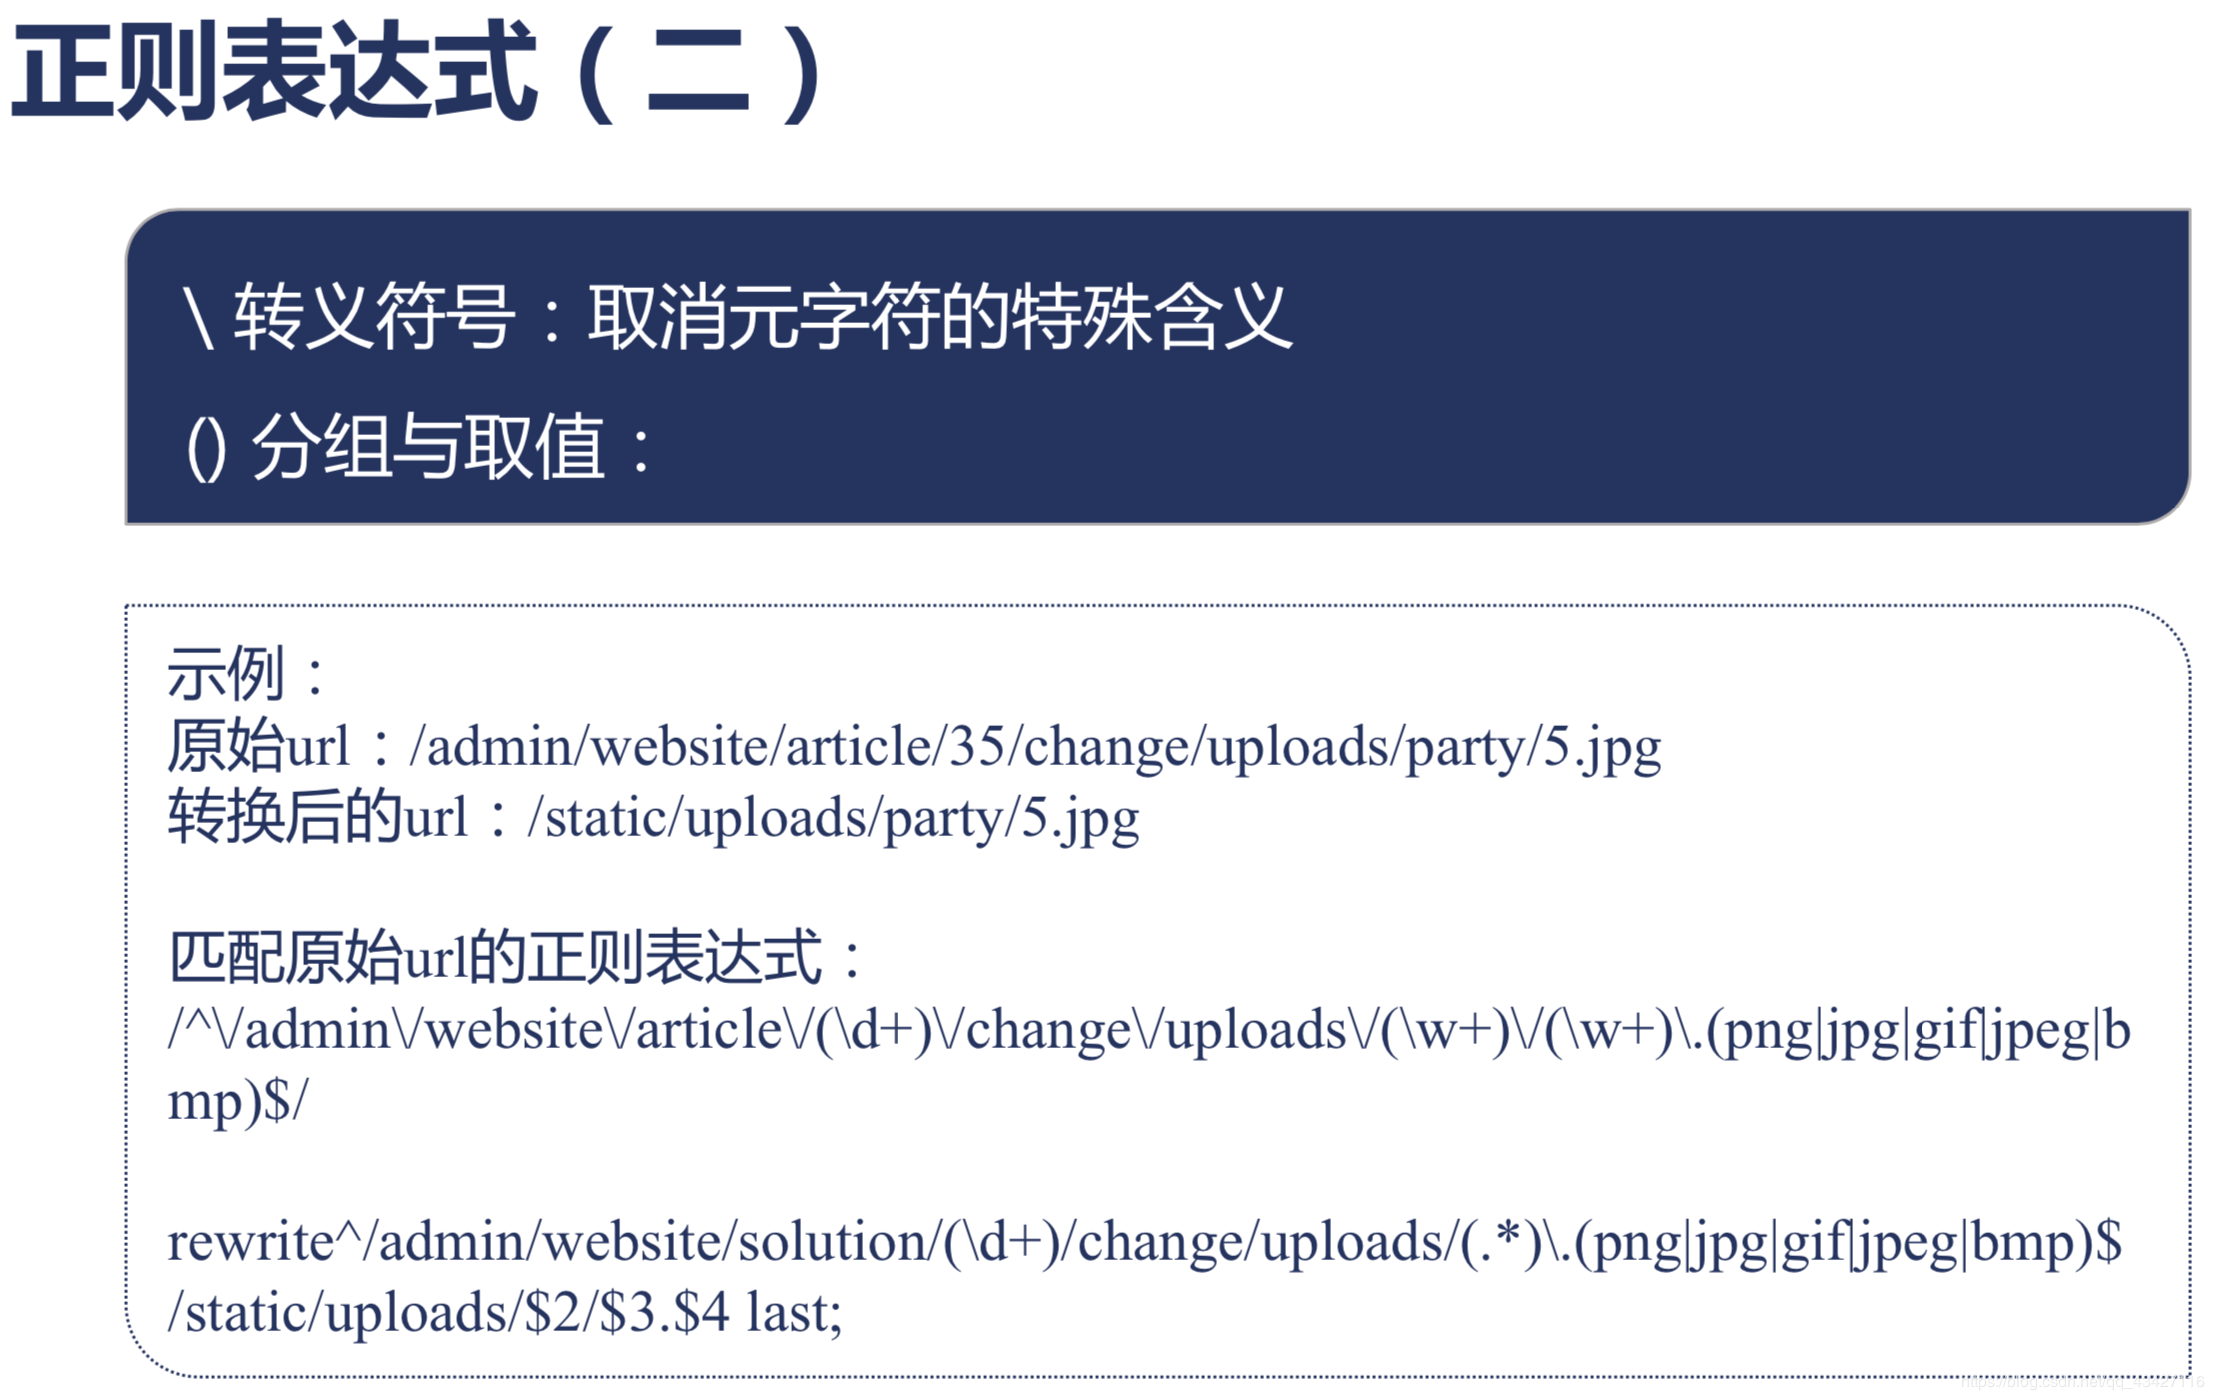 正则表达式（二）
\ 转义符号：取消元字符的特殊含义
() 分组与取值：
示例：
原始url：/admin/website/article/35/change/uploads/party/5.jpg
转换后的url：/static/uploads/party/5.jpg
匹配原始url的正则表达式：
/^\/admin\/website\/article\/(\d+)\/change\/uploads\/(\w+)\/(\w+)\.(png|jpg|gif|jpeg|b
mp)$/
rewrite^/admin/website/solution/(\d+)/change/uploads/(.*)\.(png|jpg|gif|jpeg|bmp)$
/static/uploads/$2/$3.$4 last;
https://blog.csdn.net/qq_43427116